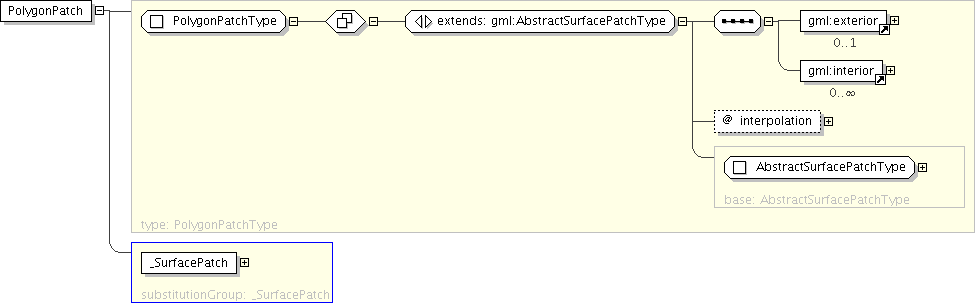 PolygonPatch
PolygonPatchType
extends: gml:AbstractSurfacePatchType
gml:exterior
0..1
gml:interior
0..∞
@ interpolation
AbstractSurfacePatchType
base: AbstractSurfacePatchType
type: PolygonPatchType
_SurfacePatch
substitutionGroup: _SurfacePatch